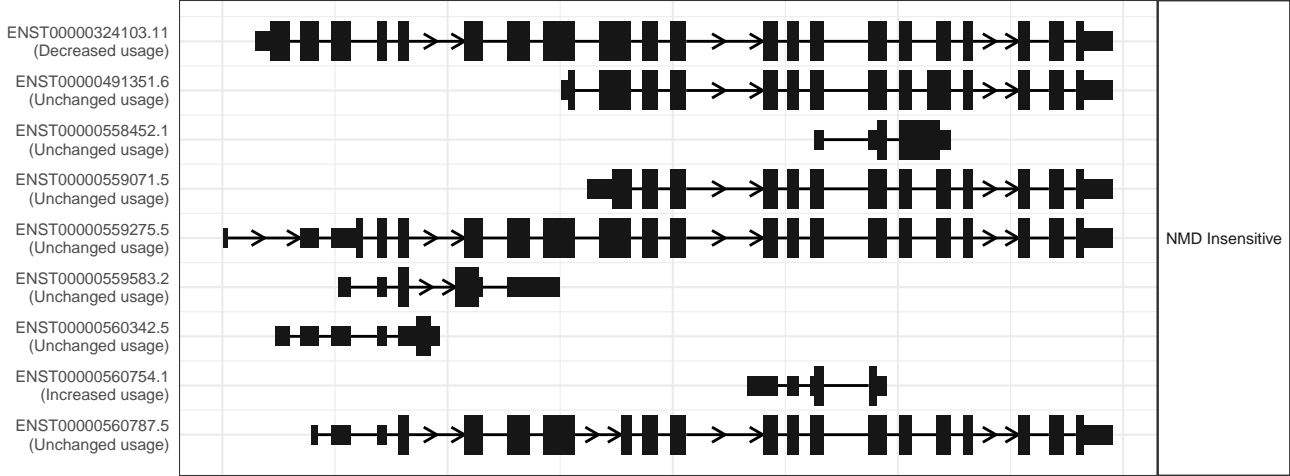 ENST00000324103.11
(Decreased usage)
ENST00000491351.6
(Unchanged usage)
ENST00000558452.1
(Unchanged usage)
ENST00000559071.5
(Unchanged usage)
ENST00000559275.5
(Unchanged usage)
NMD Insensitive
ENST00000559583.2
(Unchanged usage)
ENST00000560342.5
(Unchanged usage)
ENST00000560754.1
(Increased usage)
ENST00000560787.5
(Unchanged usage)